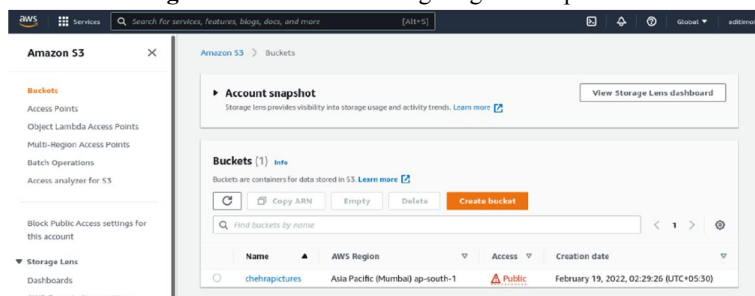 aws Services Search for services, features, blogs, docs, and more [Alt+S] Global
Amazon S3
Amazon S3 > Buckets
Buckets
Access Points
Object Lambda Access Points
Multi-Region Access Points
Batch Operations
Access analyzer for S3
Block Public Access settings for
this account
Storage Lens
Dashboards
Account snapshot
View Storage Lens dashboard
Storage lens provides visibility into storage usage and activity trends. Learn more
Buckets (1) Info
Buckets are containers for data stored in S3. Learn more
Copy ARN Empty Delete Create bucket
Find buckets by name
1
Name AWS Region Access Creation date
chehrapictures Asia Pacific (Mumbai) ap-south-1 Public February 19, 2022, 02:29:26 (UTC+05:30)